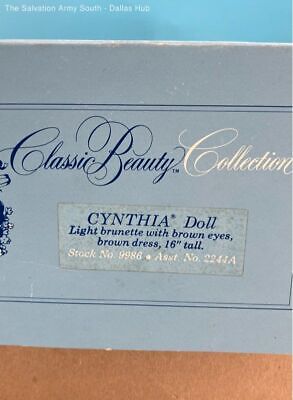 The Salvation Army South - Dallas Hub
Classic Beauty™ Collection
CYNTHIA® Doll
Light brunette with brown eyes,
brown dress, 16" tall.
Stock No. 9986 • Asst. No. 2244A